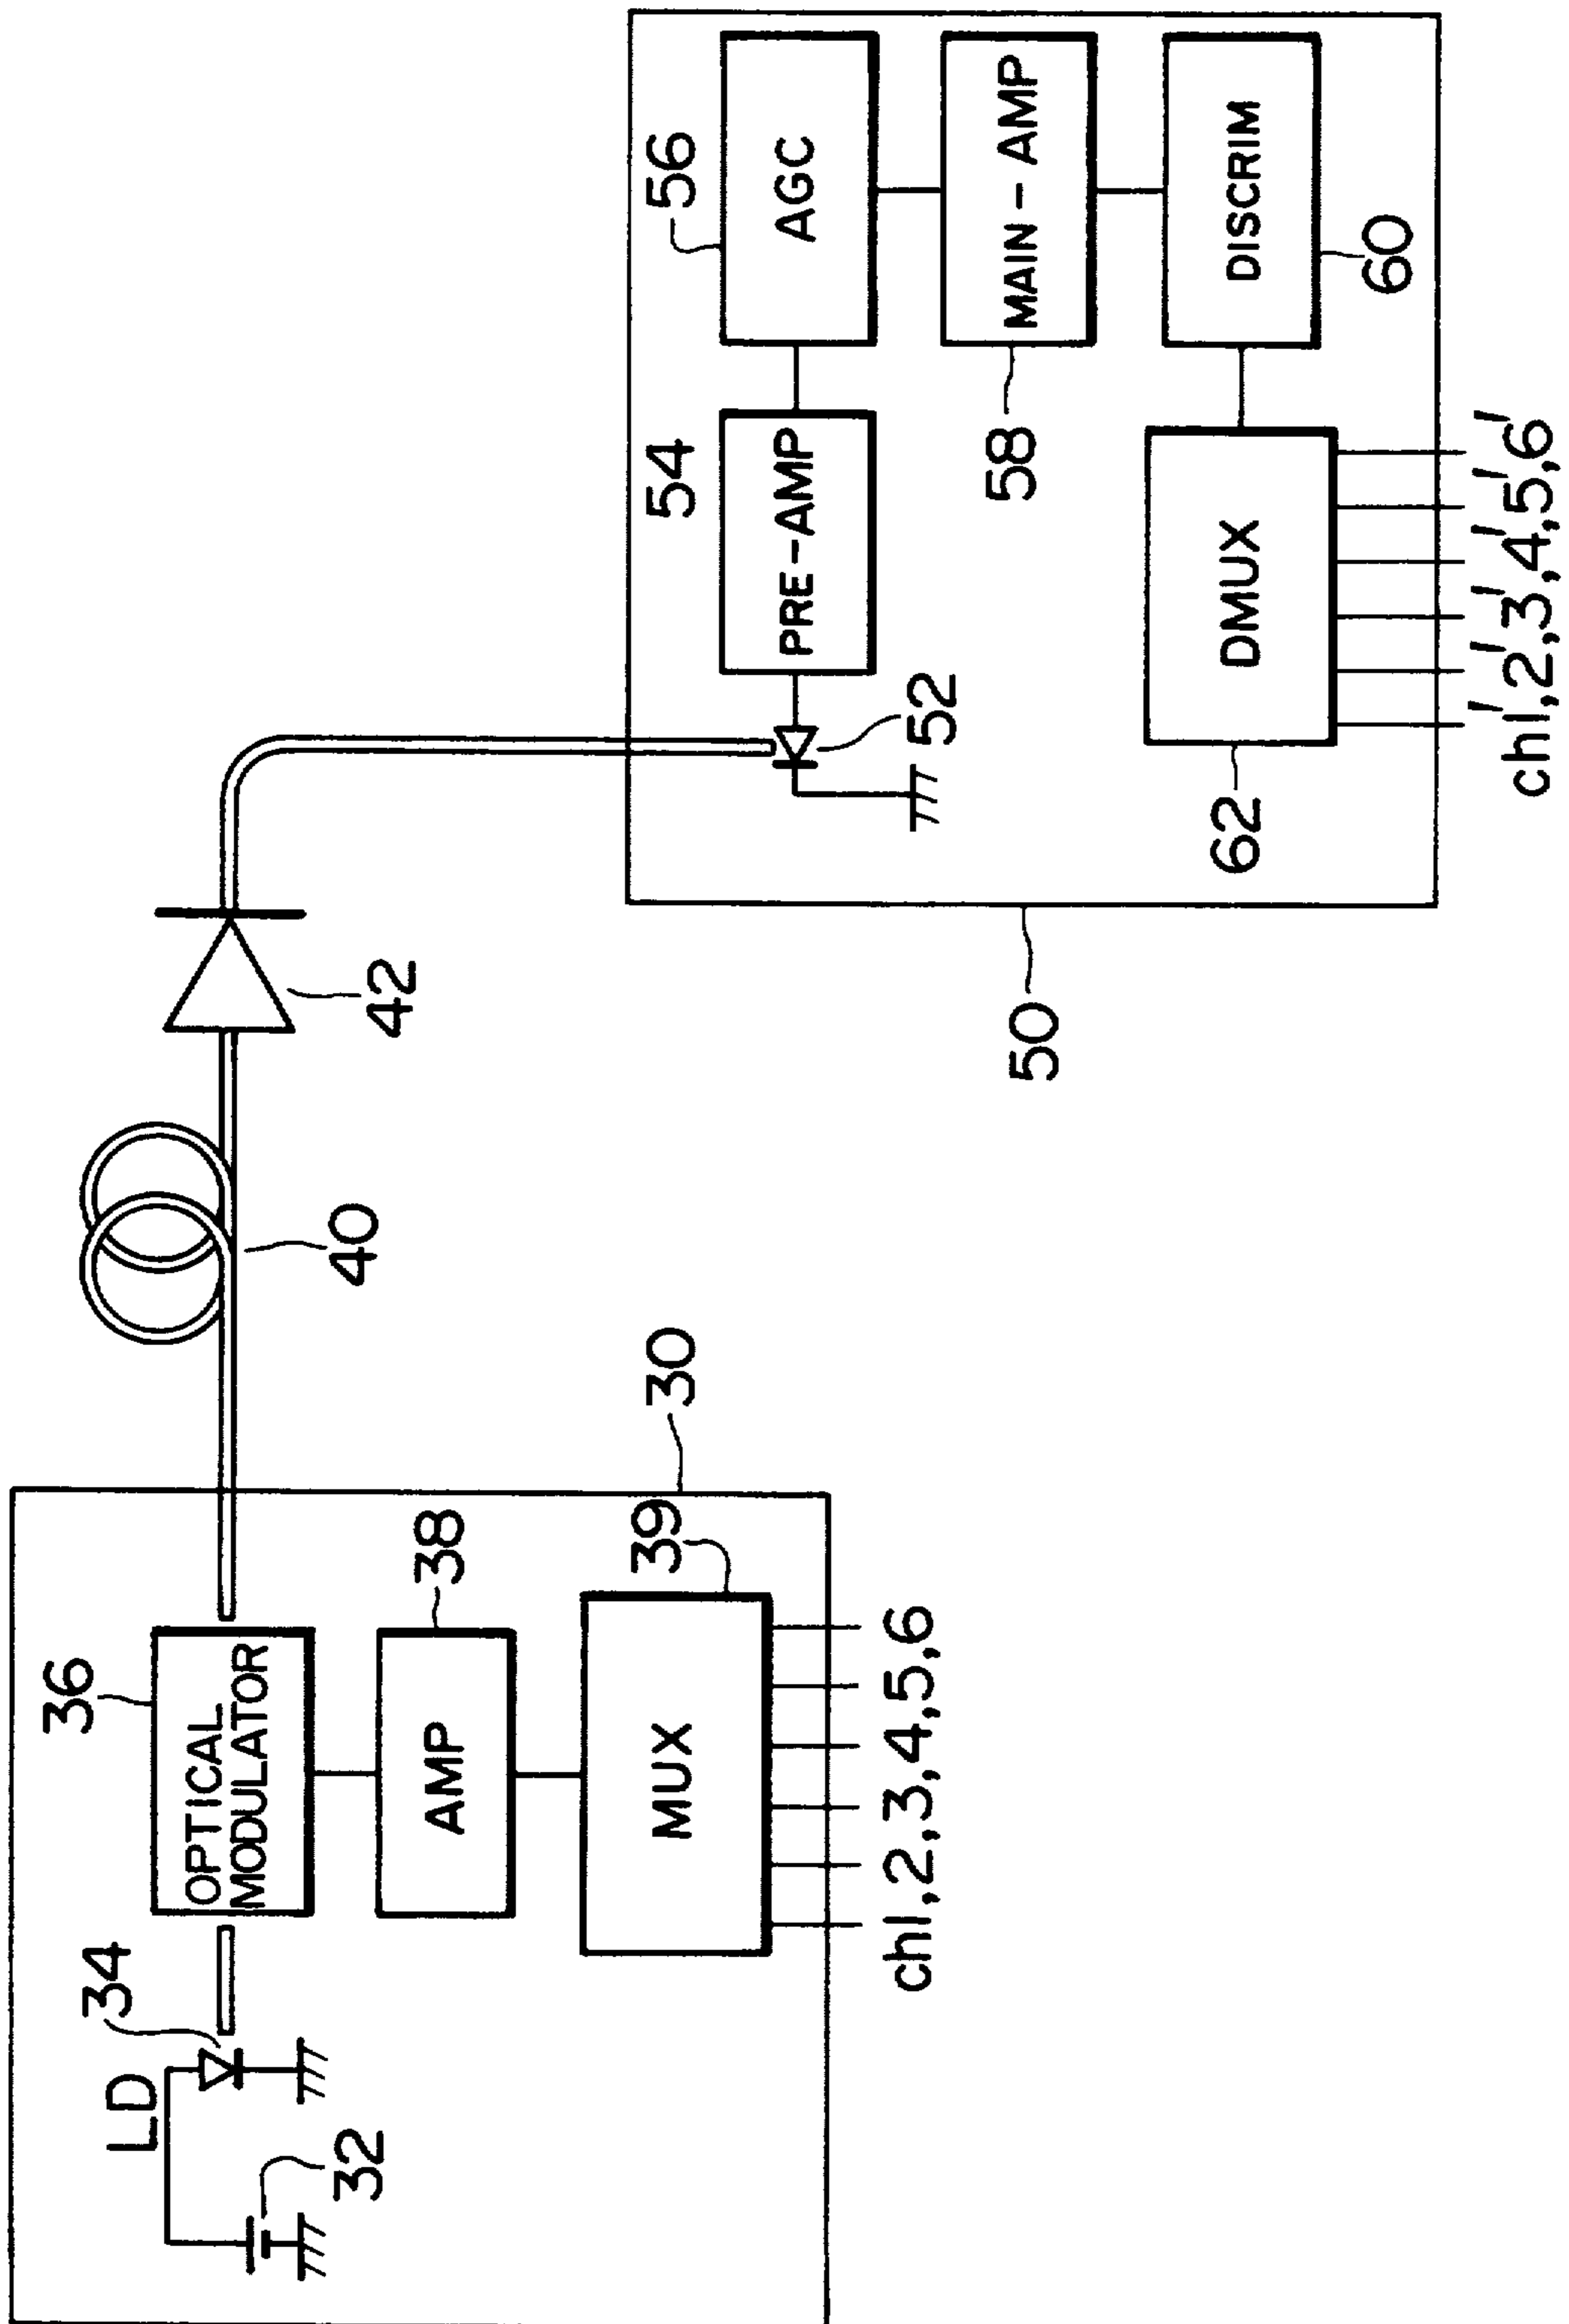 LD
34
32
36
OPTICAL
MODULATOR
38
AMP
39
MUX
ch1,2,3,4,5,6
30
40
42
50
52
54
PRE-AMP
56
AGC
58
MAIN-AMP
60
DISCRIM
62
DMUX
ch1',2',3',4',5',6'